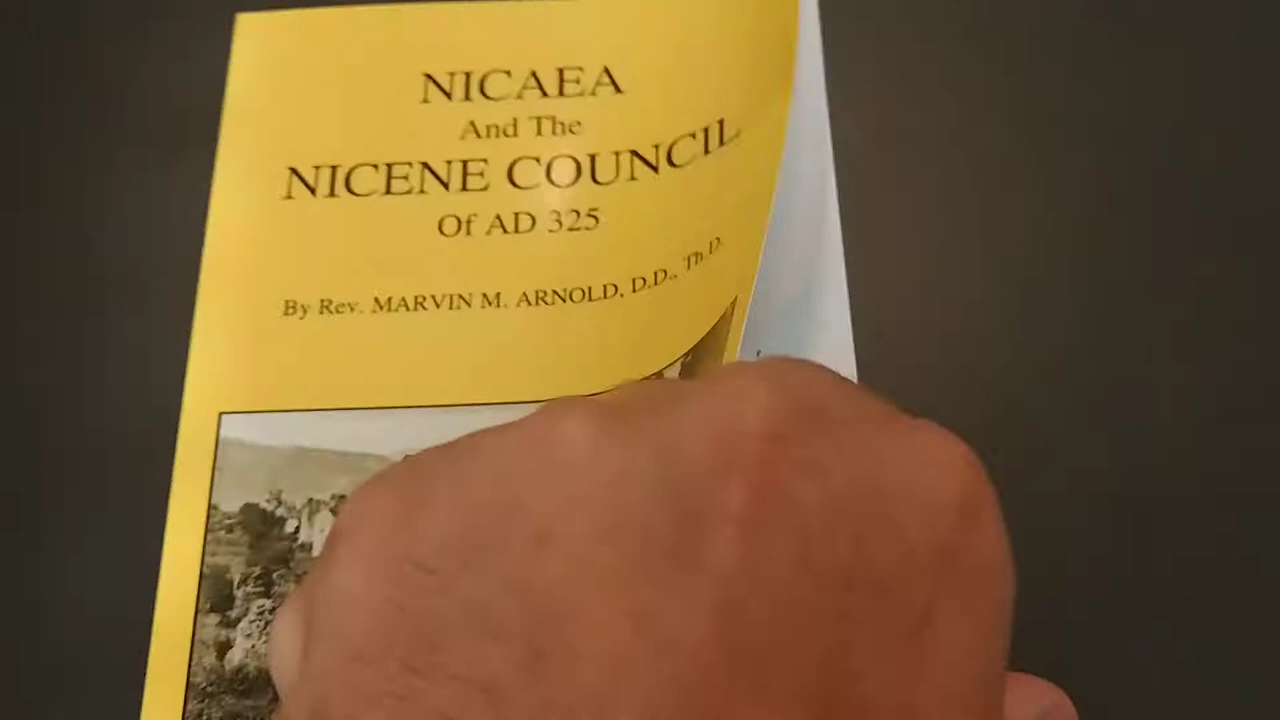 NICAEA
And The
NICENE COUNCIL
Of AD 325
By Rev. MARVIN M. ARNOLD, D.D., Th.D.